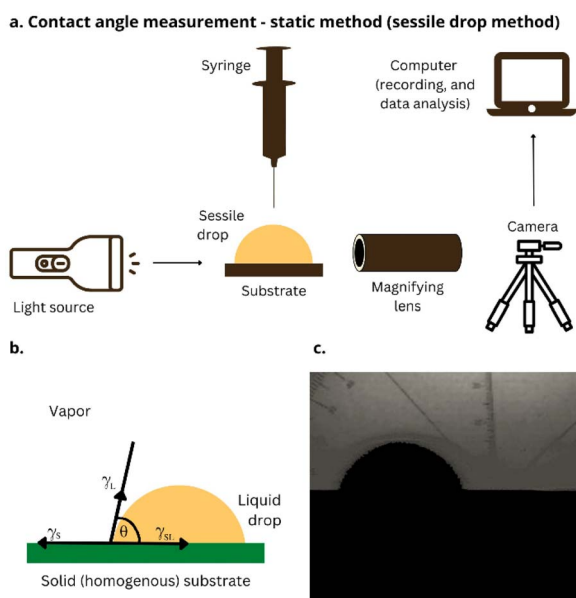 a. Contact angle measurement - static method (sessile drop method)
Syringe
Computer
(recording, and
data analysis)
Sessile
drop
Camera
Light source
Substrate
Magnifying
lens
b.
c.
Vapor
γL
Liquid
drop
γS
θ
γSL
Solid (homogenous) substrate